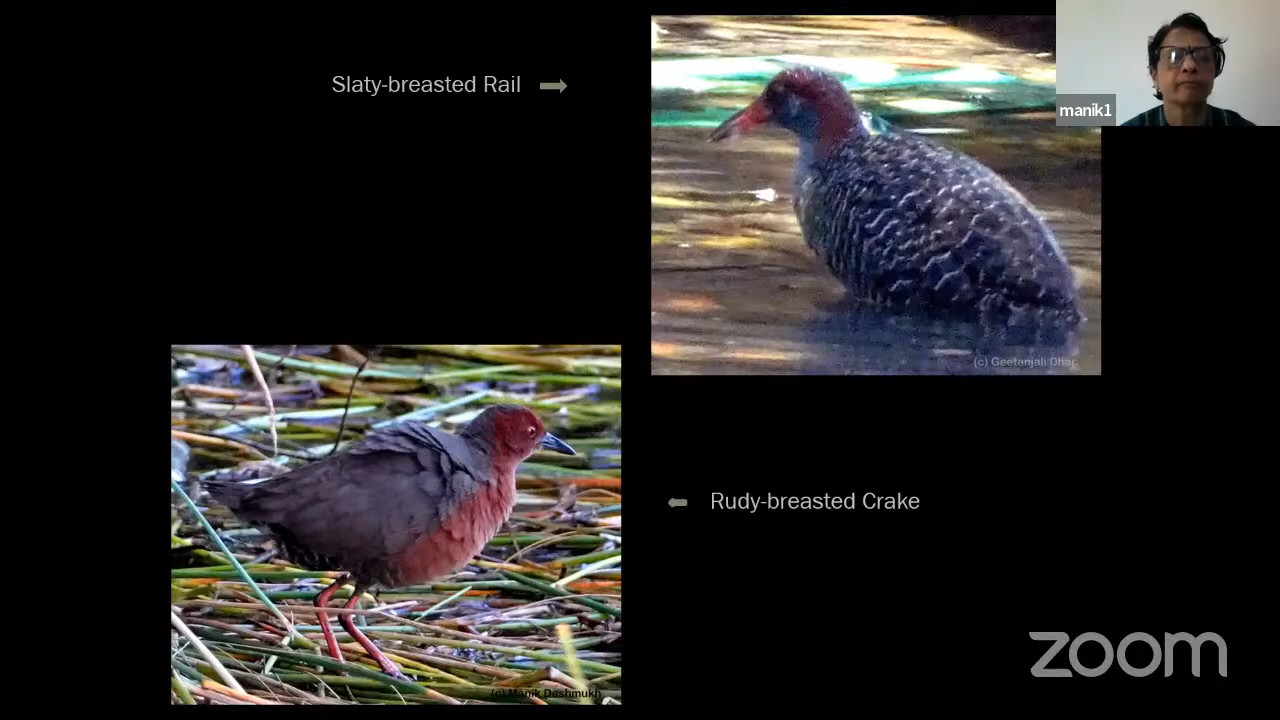 Slaty-breasted Rail
manik1
(c) Geetanjali Dhar
Rudy-breasted Crake
(c) Manik Deshmukh
zoom